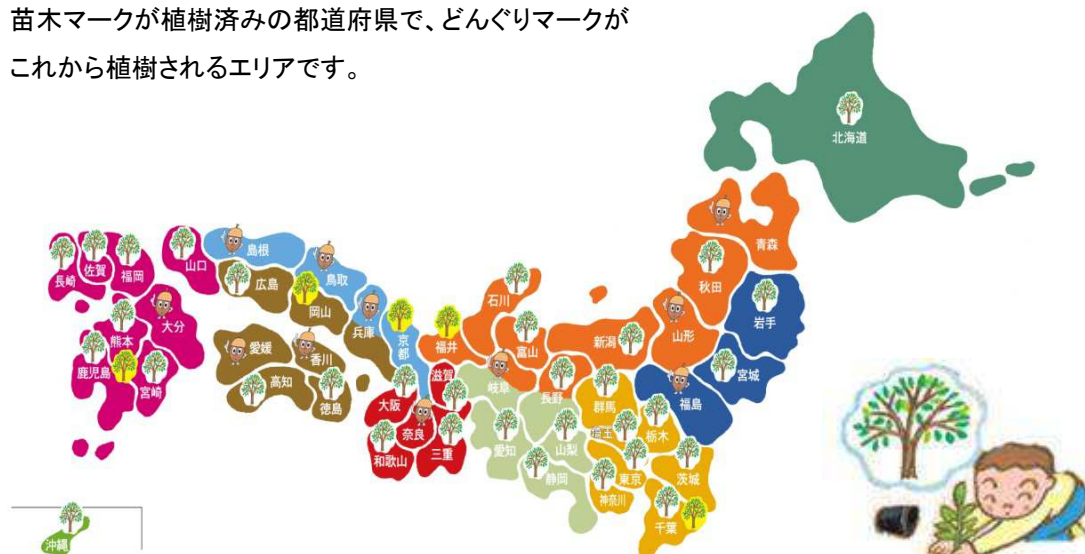 苗木マークが植樹済みの都道府県で、どんぐりマークが
これから植樹されるエリアです。
北海道
青森
秋田
岩手
山形
宮城
福島
新潟
石川
富山
福井
長野
岐阜
群馬
栃木
埼玉
茨城
東京
神奈川
千葉
山梨
静岡
愛知
滋賀
三重
奈良
和歌山
大阪
京都
兵庫
鳥取
島根
岡山
広島
山口
香川
愛媛
徳島
高知
福岡
佐賀
長崎
大分
熊本
宮崎
鹿児島
沖縄